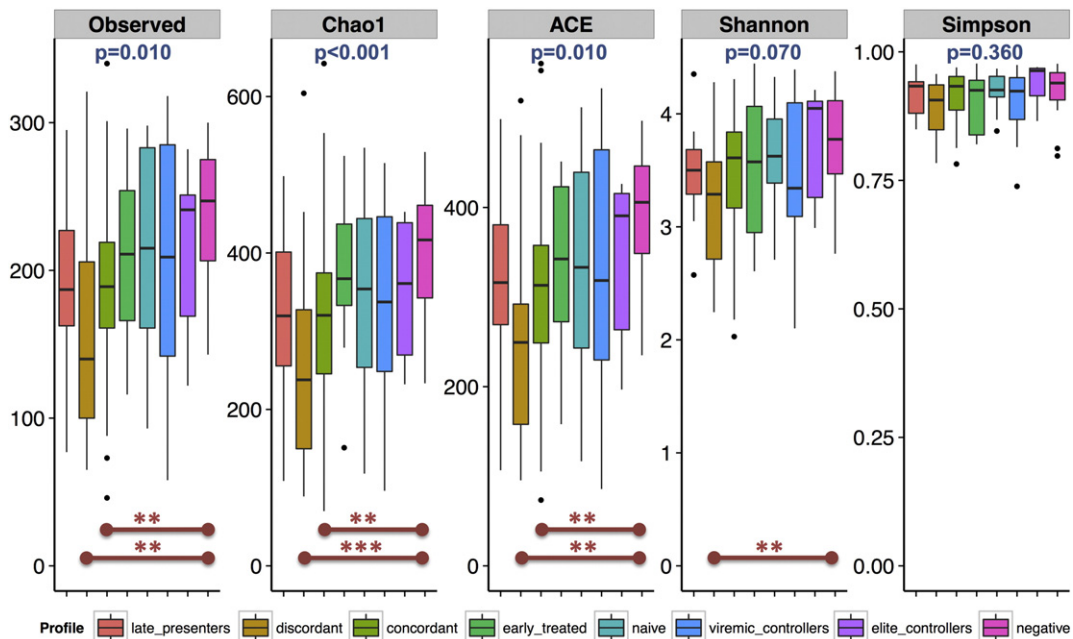 Observed Chao1 ACE Shannon Simpson
p=0.010 p<0.001 p=0.010 p=0.070 p=0.360
300 200 100 0
600 400 200 0
400 200 0
4 3 2 1 0
1.00 0.75 0.50 0.25 0.00
** ** **
** *** ** **
Profile late_presenters discordant concordant early_treated naive viremic_controllers elite_controllers negative